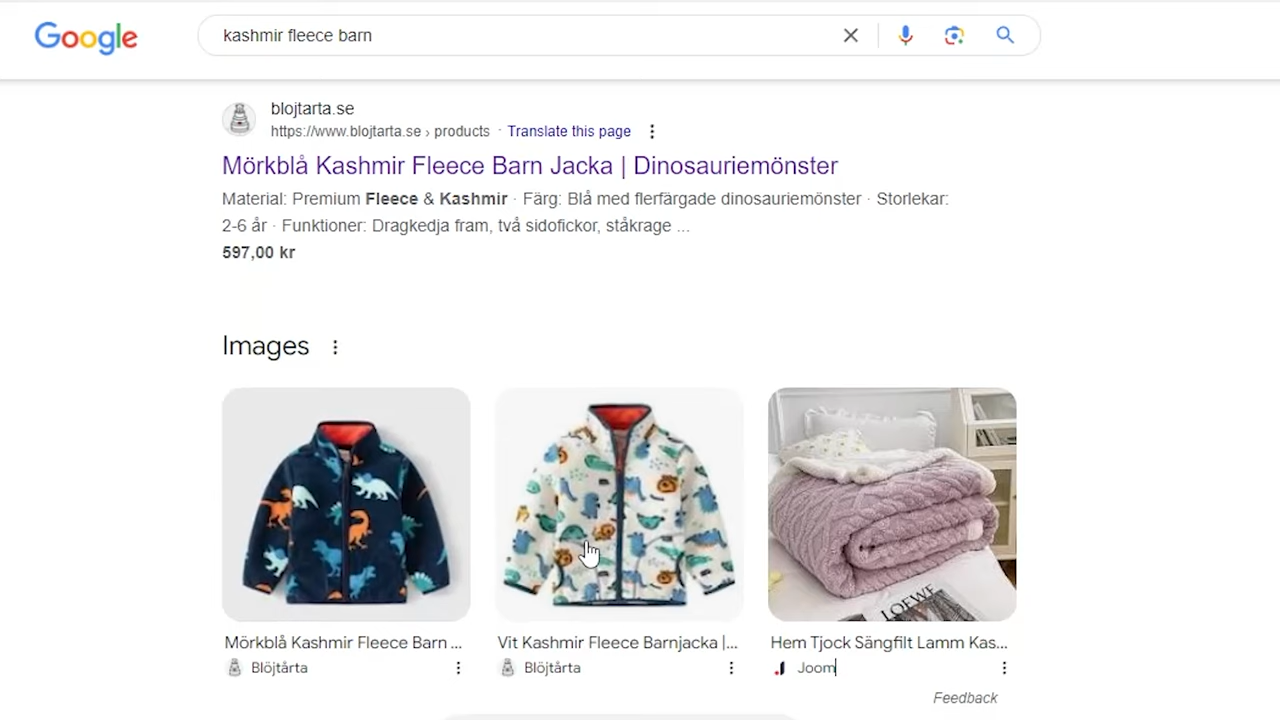 Google
kashmir fleece barn
blojtarta.se
https://www.blojtarta.se › products · Translate this page
Mörkblå Kashmir Fleece Barn Jacka | Dinosauriemönster
Material: Premium Fleece & Kashmir · Färg: Blå med flerfärgade dinosauriemönster · Storlekar:
2-6 år · Funktioner: Dragkedja fram, två sidofickor, ståkrage ...
597,00 kr
Images
LOEWE
Mörkblå Kashmir Fleece Barn ...
Vit Kashmir Fleece Barnjacka |...
Hem Tjock Sängfilt Lamm Kas...
Blöjtårta
Blöjtårta
Joom
Feedback